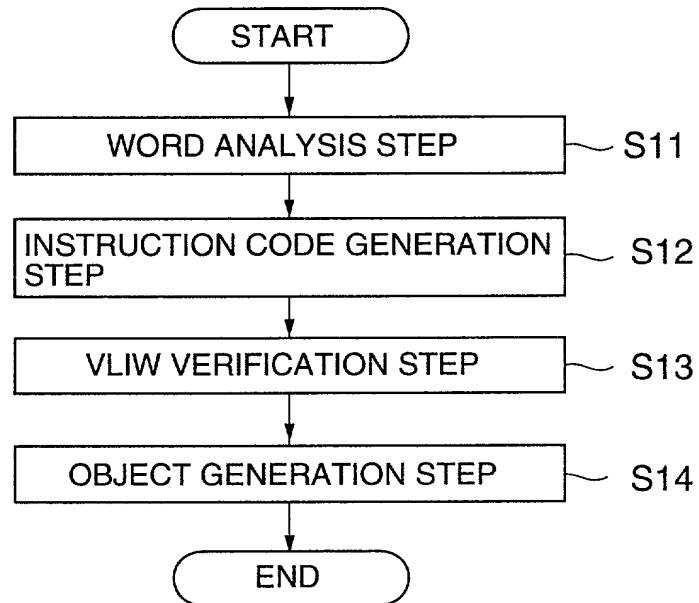 START
WORD ANALYSIS STEP
S11
INSTRUCTION CODE GENERATION
STEP
S12
VLIW VERIFICATION STEP
S13
OBJECT GENERATION STEP
S14
END